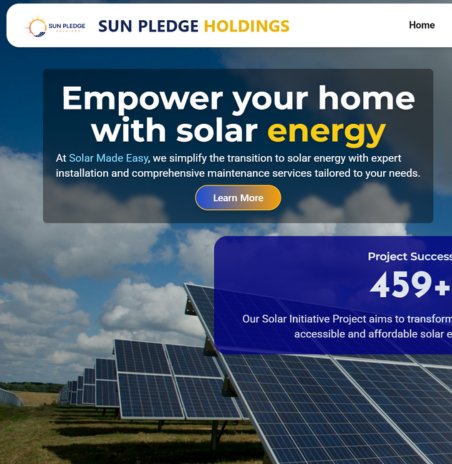 SUN PLEDGE
HOLDINGS
SUN PLEDGE HOLDINGS
Home
Empower your home
with solar energy
At Solar Made Easy, we simplify the transition to solar energy with expert
installation and comprehensive maintenance services tailored to your needs.
Learn More
Project Success
459+
Our Solar Initiative Project aims to transform
accessible and affordable solar e